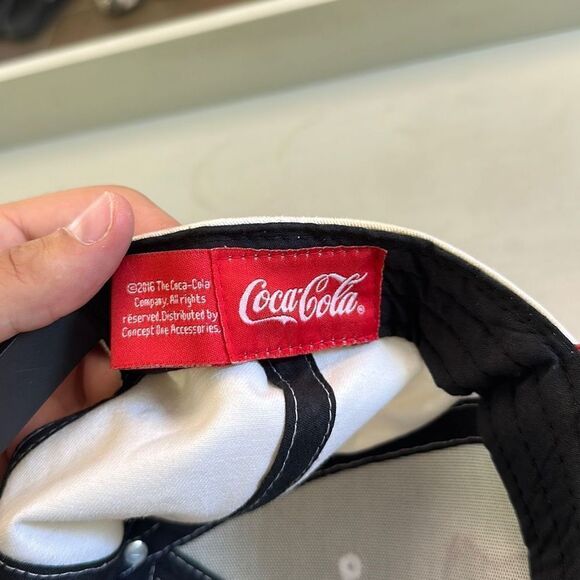 ©2016 The Coca-Cola
Company. All rights
reserved. Distributed by
Concept One Accessories.
Coca-Cola®